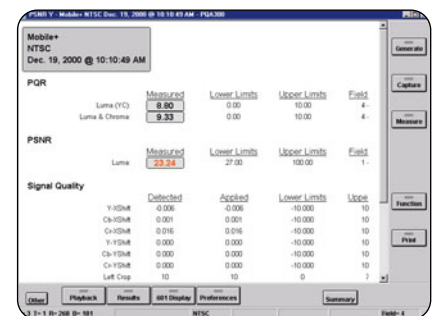 PSNR Y - Mobile+ NTSC Dec. 19, 2000 @ 10:10:49 AM - PQA300
Mobile+
NTSC
Dec. 19, 2000 @ 10:10:49 AM
Generate
PQR
Capture
Measured Lower Limits Upper Limits Field
Luma (YC) 8.80 0.00 10.00 4 -
Luma & Chroma 9.33 0.00 10.00 4 -
Measure
PSNR
Measured Lower Limits Upper Limits Field
Luma 23.24 27.00 100.00 1 -
Signal Quality
Detected Applied Lower Limits Uppe
Y-XShift -0.006 -0.006 -10.000 10
Function
Cb-XShift 0.001 0.001 -10.000 10
Cr-XShift 0.016 0.016 -10.000 10
Y-YShift 0.000 0.000 -10.000 10
Print
Cb-YShift 0.000 0.000 -10.000 10
Cr-YShift 0.000 0.000 -10.000 10
Left Crop 10 10 0
Other Playback Results 601 Display Preferences Summary
NTSC Field= 4